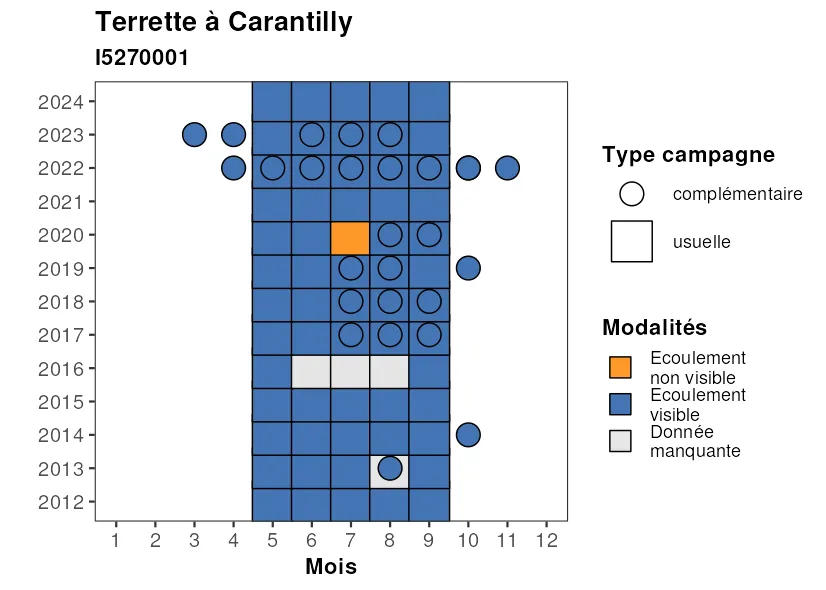 Terrette à Carantilly
I5270001
2024
2023
2022
2021
2020
2019
2018
2017
2016
2015
2014
2013
2012
1 2 3 4 5 6 7 8 9 10 11 12
Mois
Type campagne
complémentaire
usuelle
Modalités
Ecoulement
non visible
Ecoulement
visible
Donnée
manquante